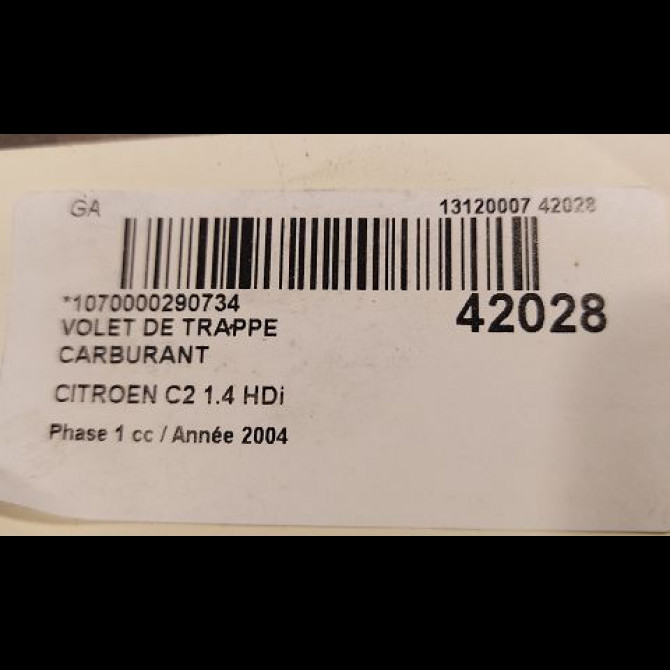 GA 13120007 42028
*1070000290734
42028
VOLET DE TRAPPE
CARBURANT
CITROEN C2 1.4 HDi
Phase 1 cc / Année 2004